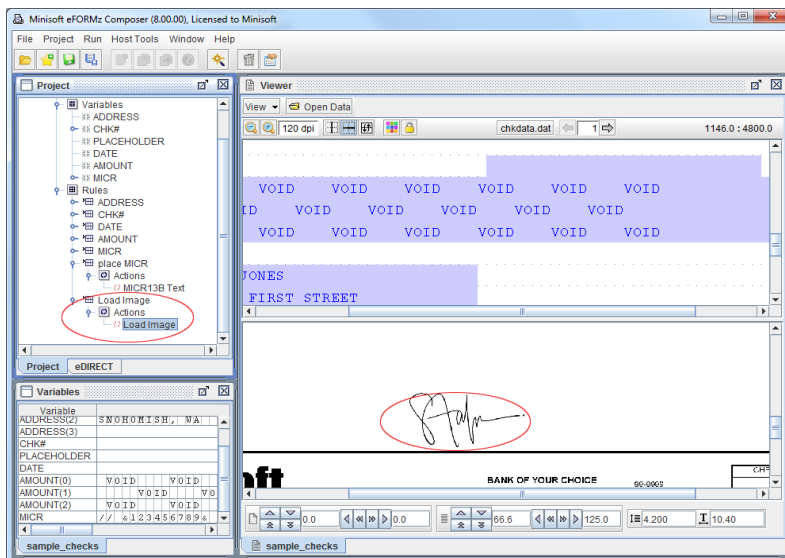 Minisoft eFORMz Composer (8.00.00), Licensed to Minisoft
File Project Run Host Tools Window Help
Project
Variables
ADDRESS
CHK#
PLACEHOLDER
DATE
AMOUNT
MICR
Rules
ADDRESS
CHK#
DATE
AMOUNT
MICR
place MICR
Actions
MICR13B Text
Load Image
Actions
Load Image
Project eDIRECT
Variables
Variable
ADDRESS(2) SNOHOMISH, WA
ADDRESS(3)
CHK#
PLACEHOLDER
DATE
AMOUNT(0) VOID VOID
AMOUNT(1) VOID VO
AMOUNT(2) VOID VOID
MICR // &123456789&
sample_checks
Viewer
View Open Data
120 dpi chkdata.dat 1 1146.0 : 4800.0
VOID VOID VOID VOID VOID VOID
ID VOID VOID VOID VOID VOID
VOID VOID VOID VOID VOID VOID
JONES
FIRST STREET
oft BANK OF YOUR CHOICE CHE
0.0 0.0 66.6 125.0 4.200 10.40
sample_checks